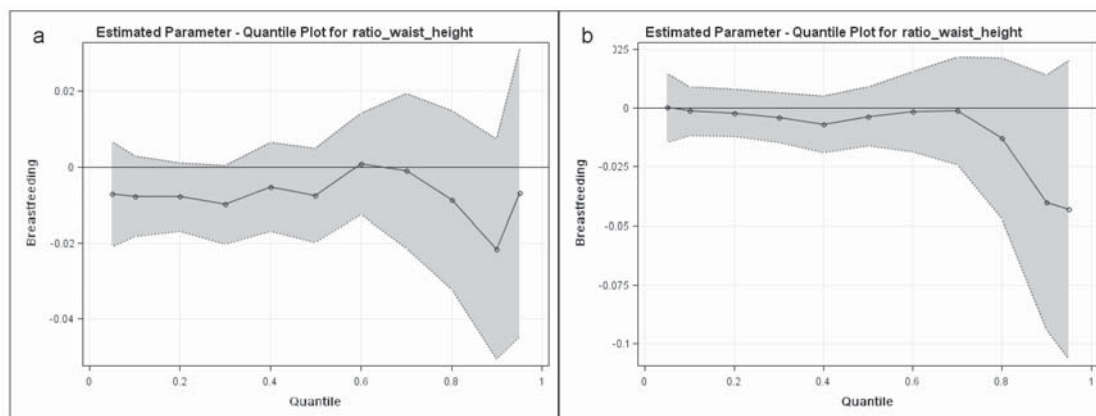 a
Estimated Parameter - Quantile Plot for ratio_waist_height
0.02
0
-0.02
-0.04
Breastfeeding
0
0.2
0.4
0.6
0.8
1
Quantile
b
Estimated Parameter - Quantile Plot for ratio_waist_height
025
0
-0.025
-0.05
-0.075
-0.1
Breastfeeding
0
0.2
0.4
0.6
0.8
1
Quantile